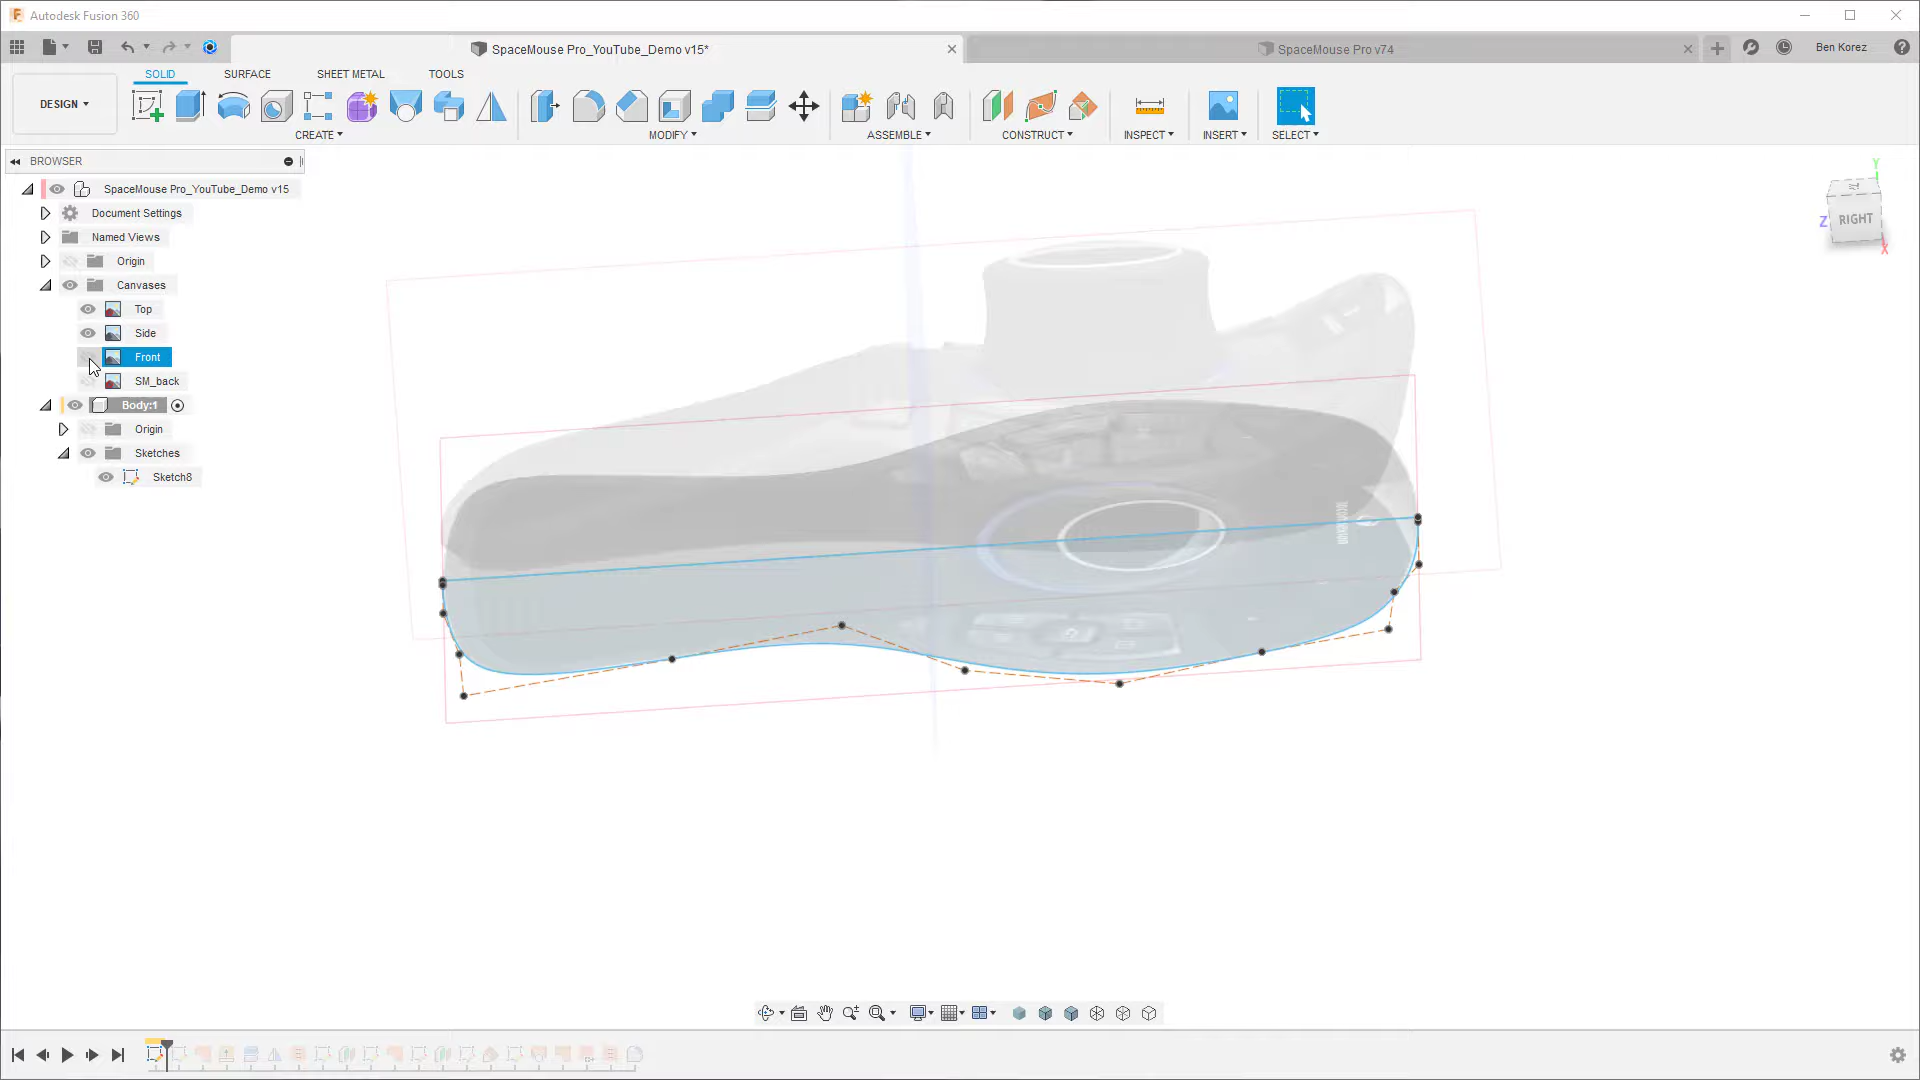 Autodesk Fusion 360
SpaceMouse Pro_YouTube_Demo v15*
SpaceMouse Pro v74
Ben Korez
SOLID
SURFACE
SHEET METAL
TOOLS
DESIGN
CREATE
MODIFY
ASSEMBLE
CONSTRUCT
INSPECT
INSERT
SELECT
BROWSER
SpaceMouse Pro_YouTube_Demo v15
Document Settings
Named Views
Origin
Canvases
Top
Side
Front
SM_back
Body:1
Origin
Sketches
Sketch8
Y
Z
RIGHT
X